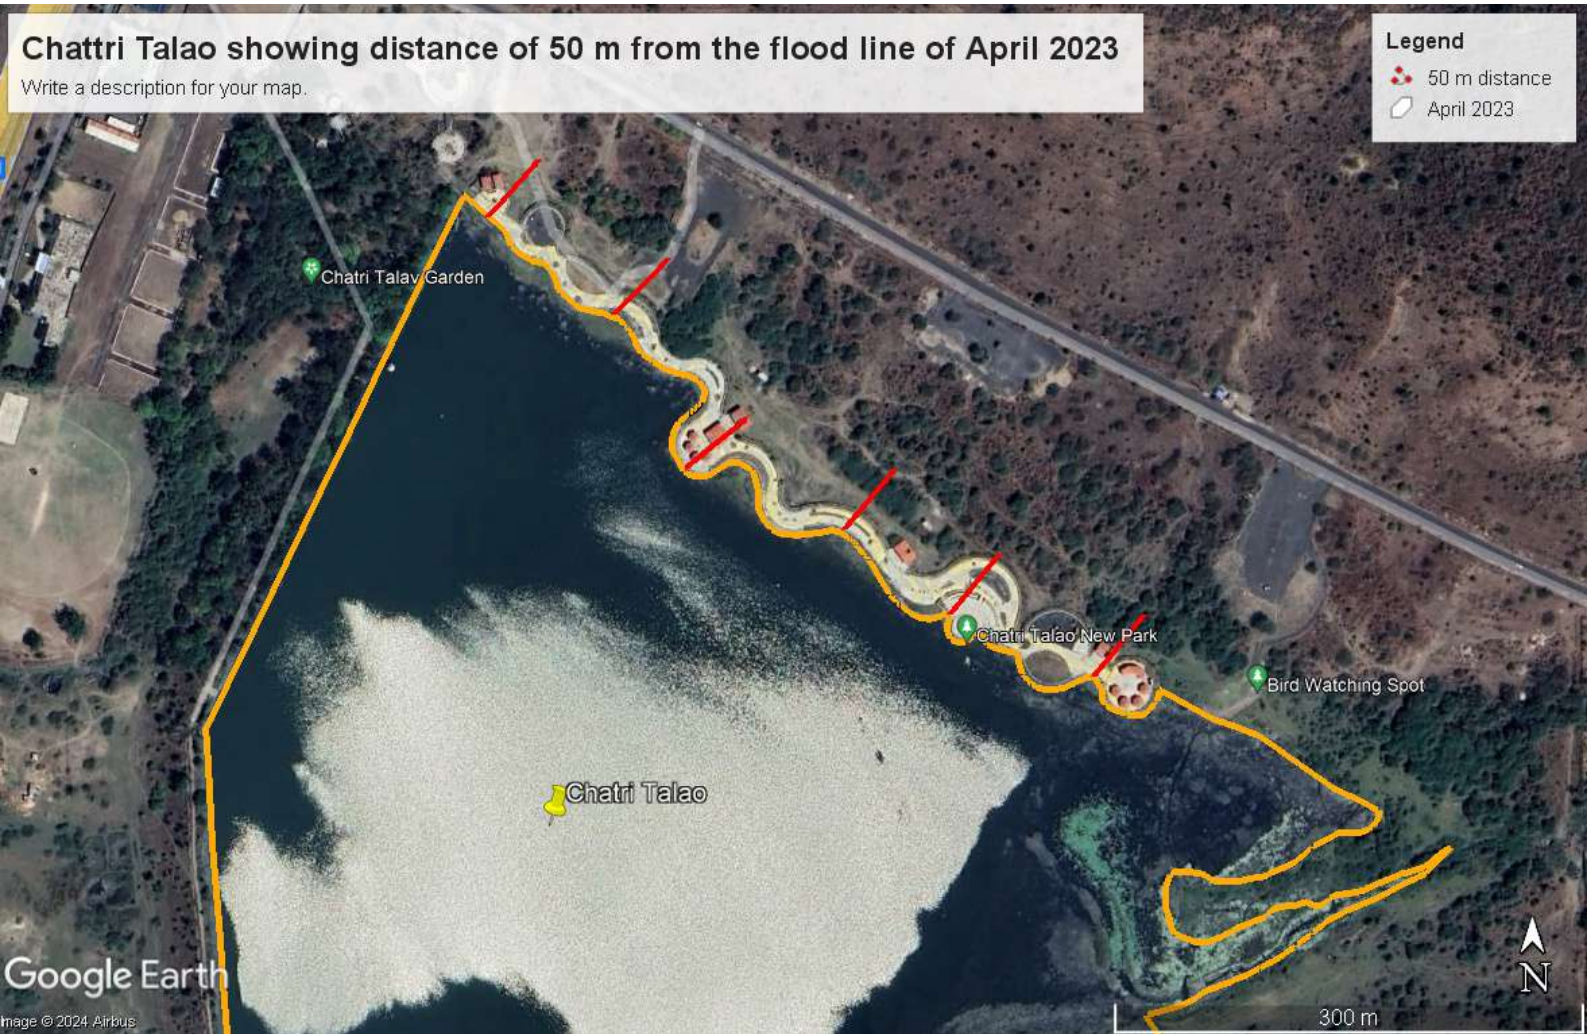 Chattri Talao showing distance of 50 m from the flood line of April 2023
Write a description for your map.
Legend
50 m distance
April 2023
Chatri Talav Garden
Chatri Talao New Park
Bird Watching Spot
Chatri Talao
Google Earth
N
Image © 2024 Airbus
300 m